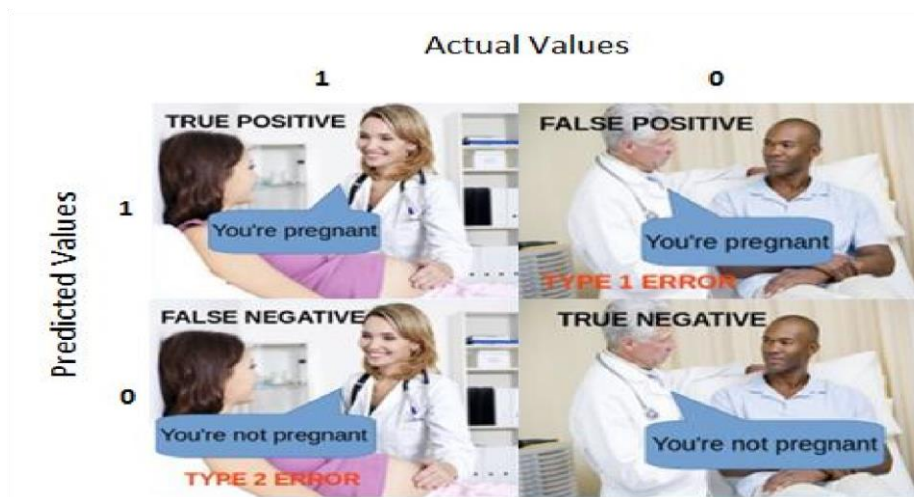 Actual Values
1
0
Predicted Values
1
TRUE POSITIVE
You're pregnant
FALSE POSITIVE
You're pregnant
TYPE 1 ERROR
0
FALSE NEGATIVE
You're not pregnant
TYPE 2 ERROR
TRUE NEGATIVE
You're not pregnant